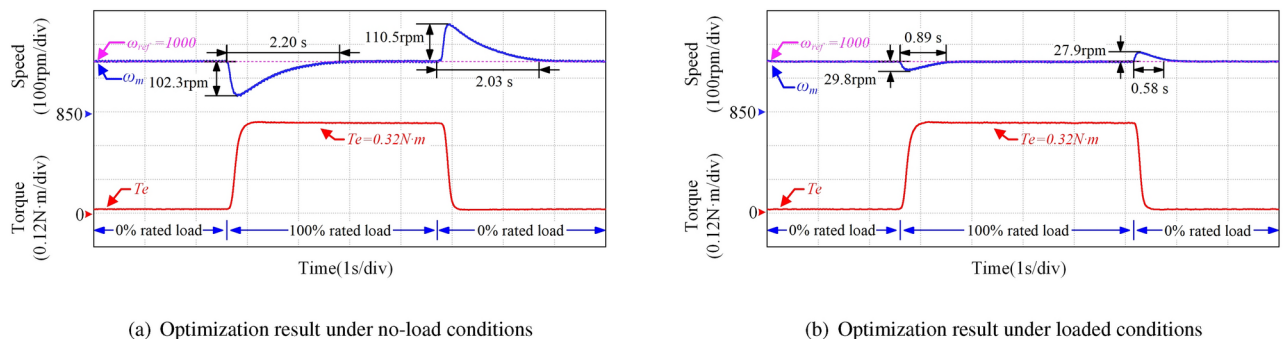 Speed
(100rpm/div)
Torque
(0.12N·m/div)
ω_ref=1000
ω_m
102.3rpm
2.20 s
110.5rpm
2.03 s
850
Te=0.32N·m
Te
0
0% rated load
100% rated load
0% rated load
Time(1s/div)
(a) Optimization result under no-load conditions
Speed
(100rpm/div)
Torque
(0.12N·m/div)
ω_ref=1000
ω_m
0.89 s
29.8rpm
27.9rpm
0.58 s
850
Te=0.32N·m
Te
0
0% rated load
100% rated load
0% rated load
Time(1s/div)
(b) Optimization result under loaded conditions